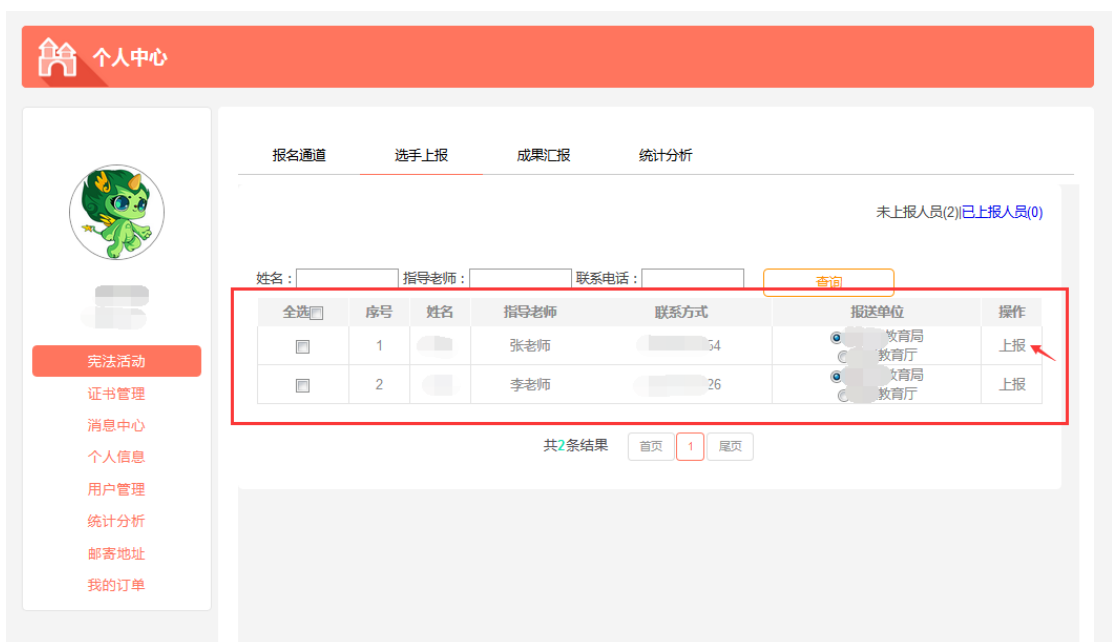 个人中心
报名通道 选手上报 成果汇报 统计分析
未上报人员(2)|已上报人员(0)
姓名： 指导老师： 联系电话： 查询
全选 序号 姓名 指导老师 联系方式 报送单位 操作
1 张老师 54 教育局 上报
教育厅
2 李老师 26 教育局 上报
教育厅
共2条结果 首页 1 尾页
宪法活动
证书管理
消息中心
个人信息
用户管理
统计分析
邮寄地址
我的订单